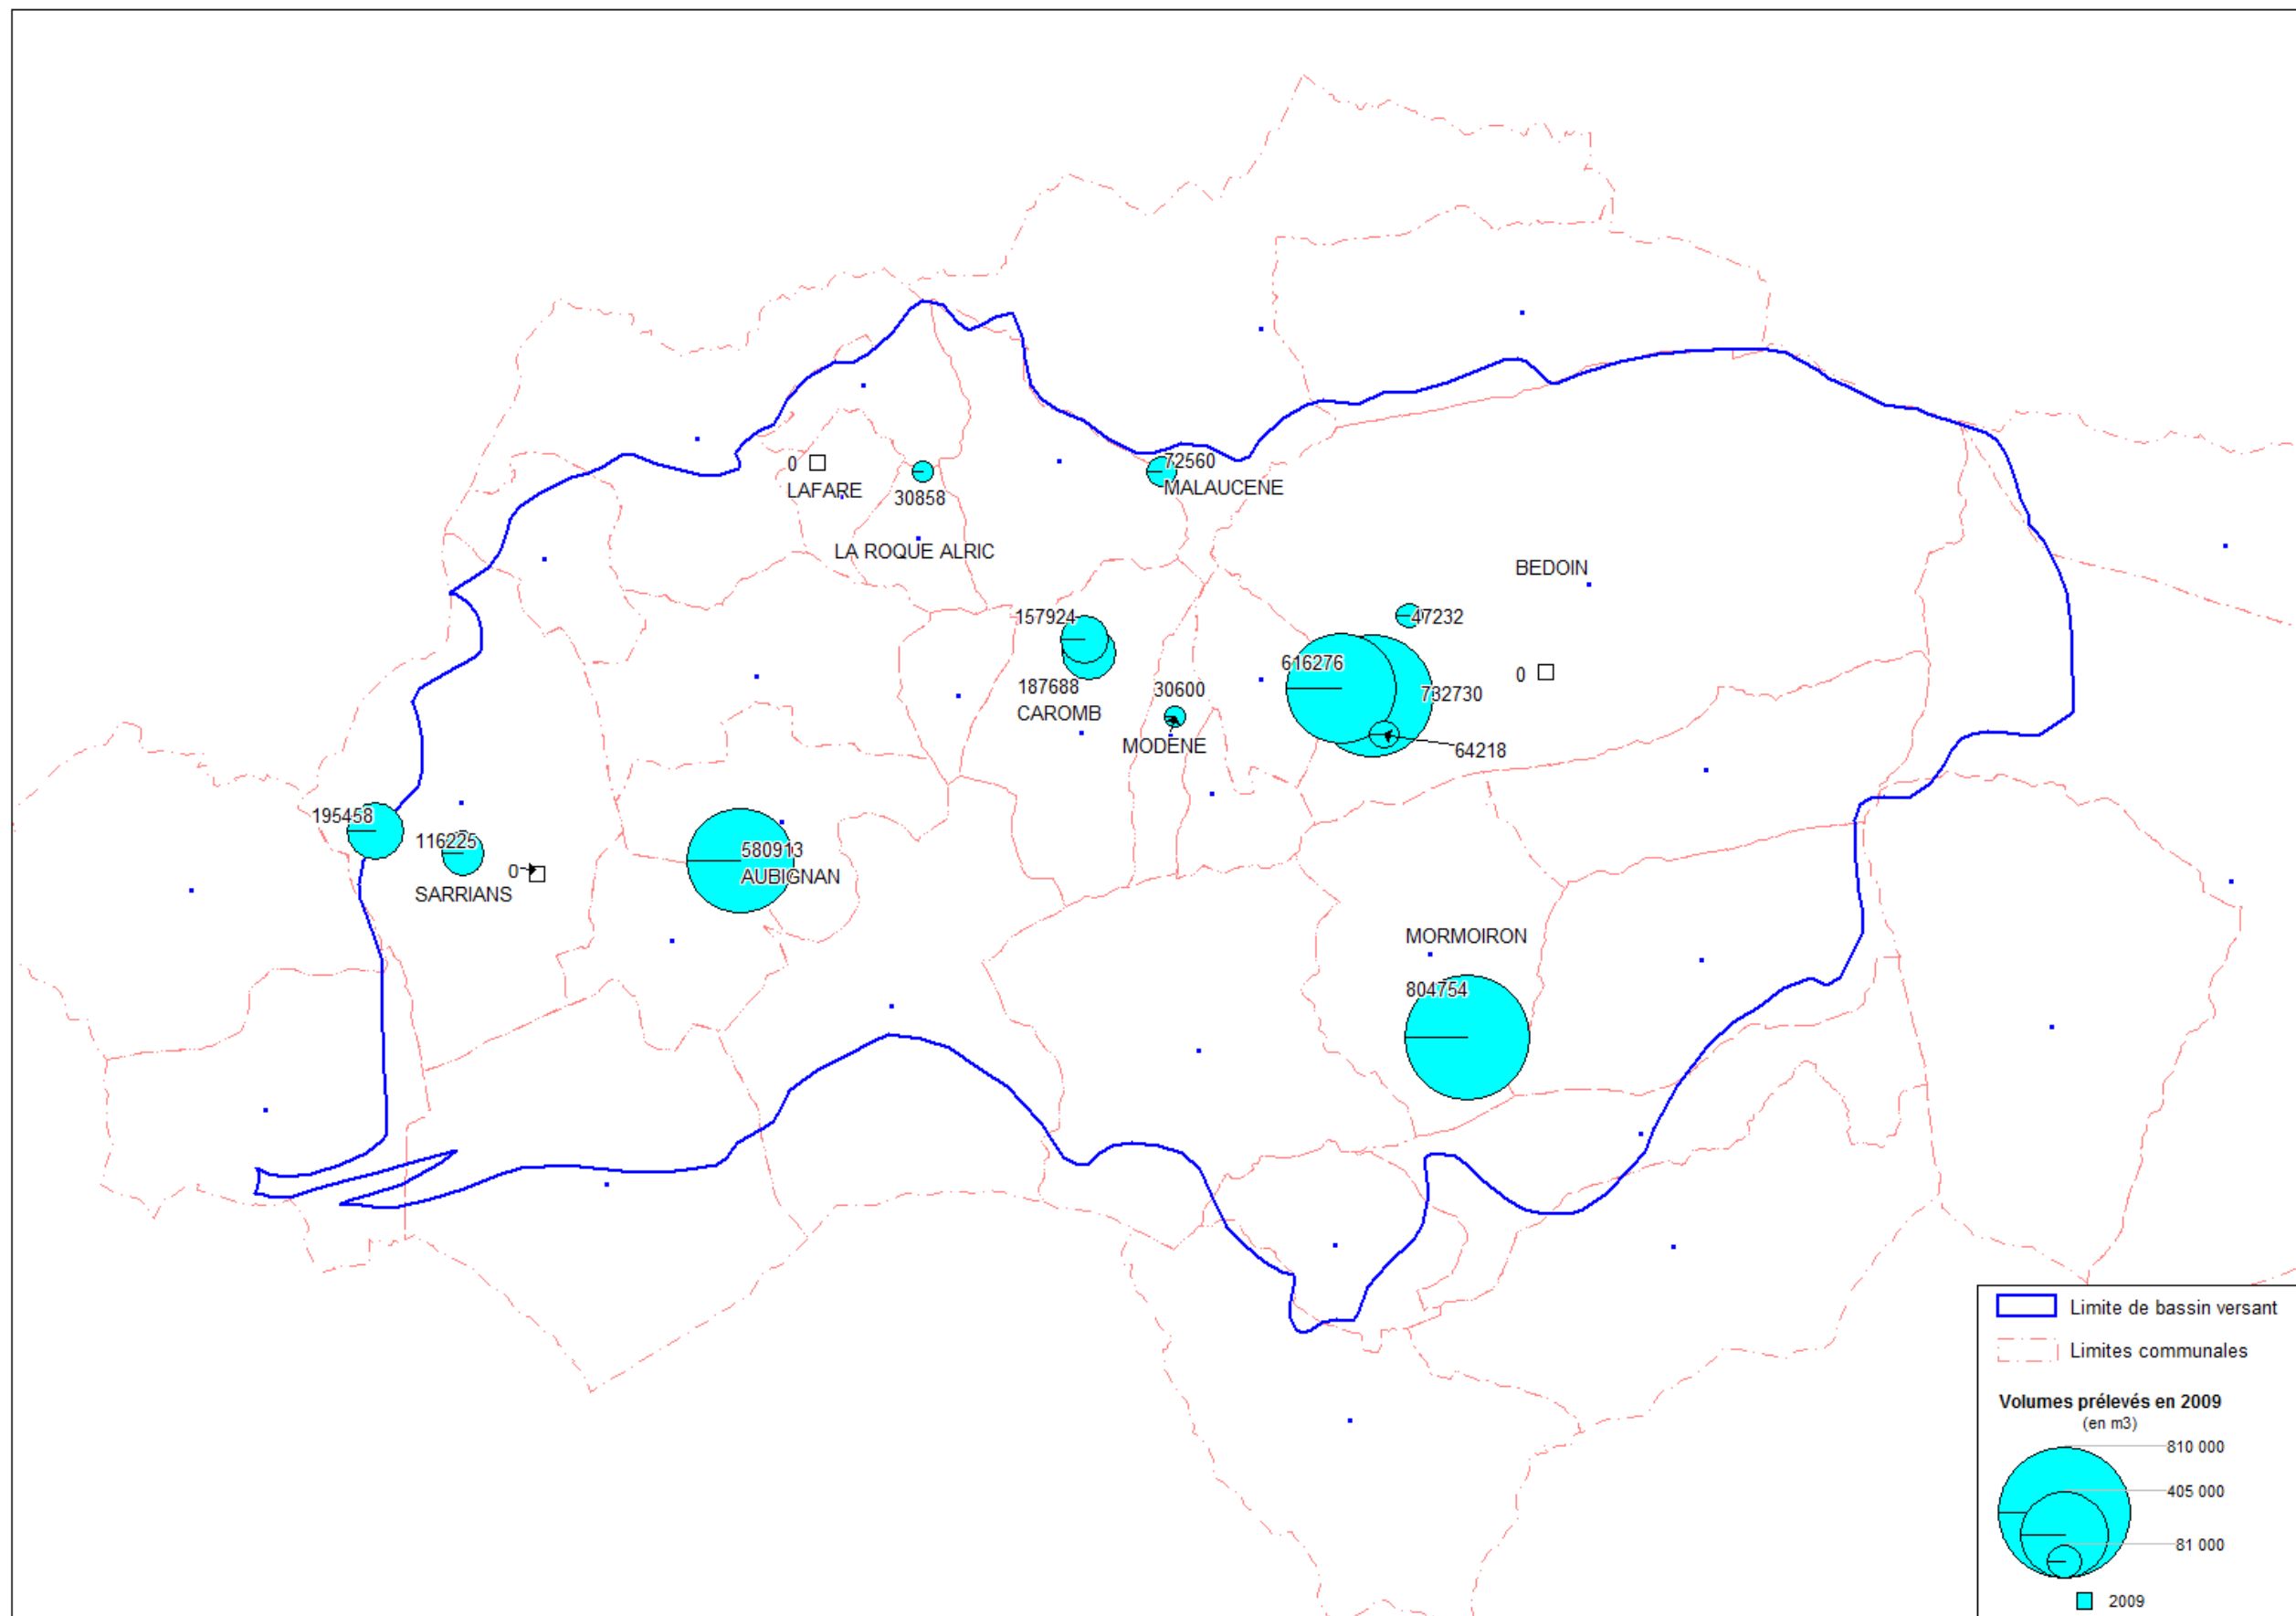 0
LAFARE
30858
72560
MALAUCENE
LA ROQUE ALRIC
BEDOIN
157924
47232
616276
0
187688
CAROMB
30600
732730
MODENE
64218
195458
116225
0
SARRIANS
580913
AUBIGNAN
MORMOIRON
804754
Limite de bassin versant
Limites communales
Volumes prélevés en 2009
(en m3)
810 000
405 000
81 000
2009